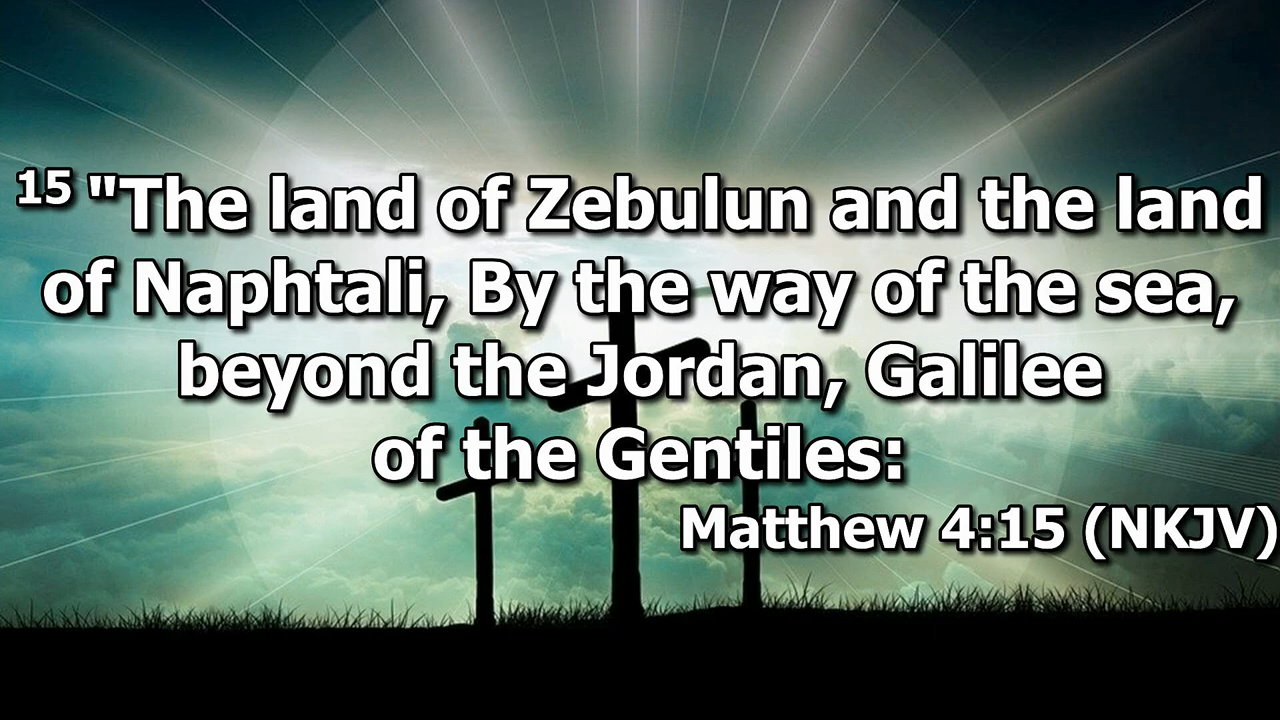 15 "The land of Zebulun and the land
of Naphtali, By the way of the sea,
beyond the Jordan, Galilee
of the Gentiles:
Matthew 4:15 (NKJV)